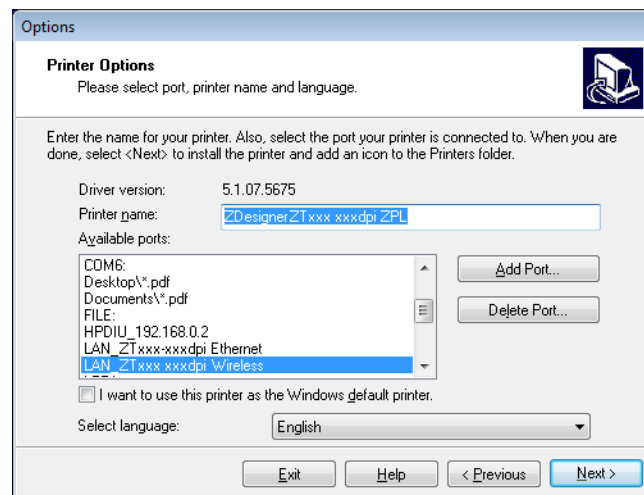 Options
Printer Options
Please select port, printer name and language.
Enter the name for your printer. Also, select the port your printer is connected to. When you are
done, select <Next> to install the printer and add an icon to the Printers folder.
Driver version: 5.1.07.5675
Printer name: ZDesignerZTxxx xxxdpi ZPL
Available ports:
COM6:
Desktop\*.pdf
Documents\*.pdf
FILE:
HPDIU_192.168.0.2
LAN_ZTxxx-xxxdpi Ethernet
LAN_ZTxxx xxxdpi Wireless
Add Port...
Delete Port...
I want to use this printer as the Windows default printer.
Select language: English
Exit Help < Previous Next >